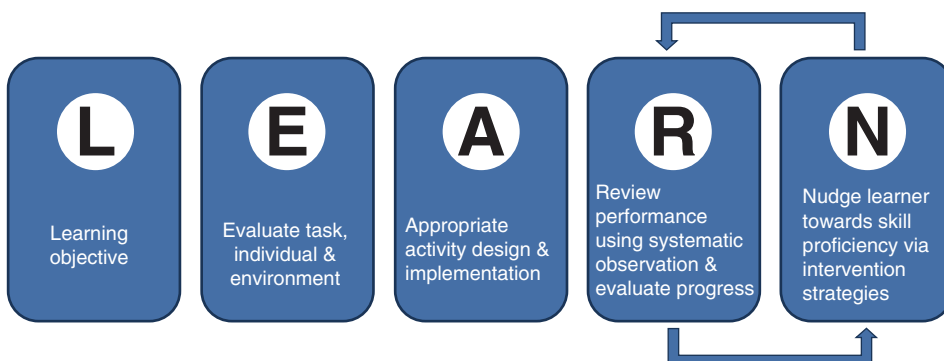 L
Learning
objective
E
Evaluate task,
individual &
environment
A
Appropriate
activity design &
implementation
R
Review
performance
using systematic
observation &
evaluate progress
N
Nudge learner
towards skill
proficiency via
intervention
strategies